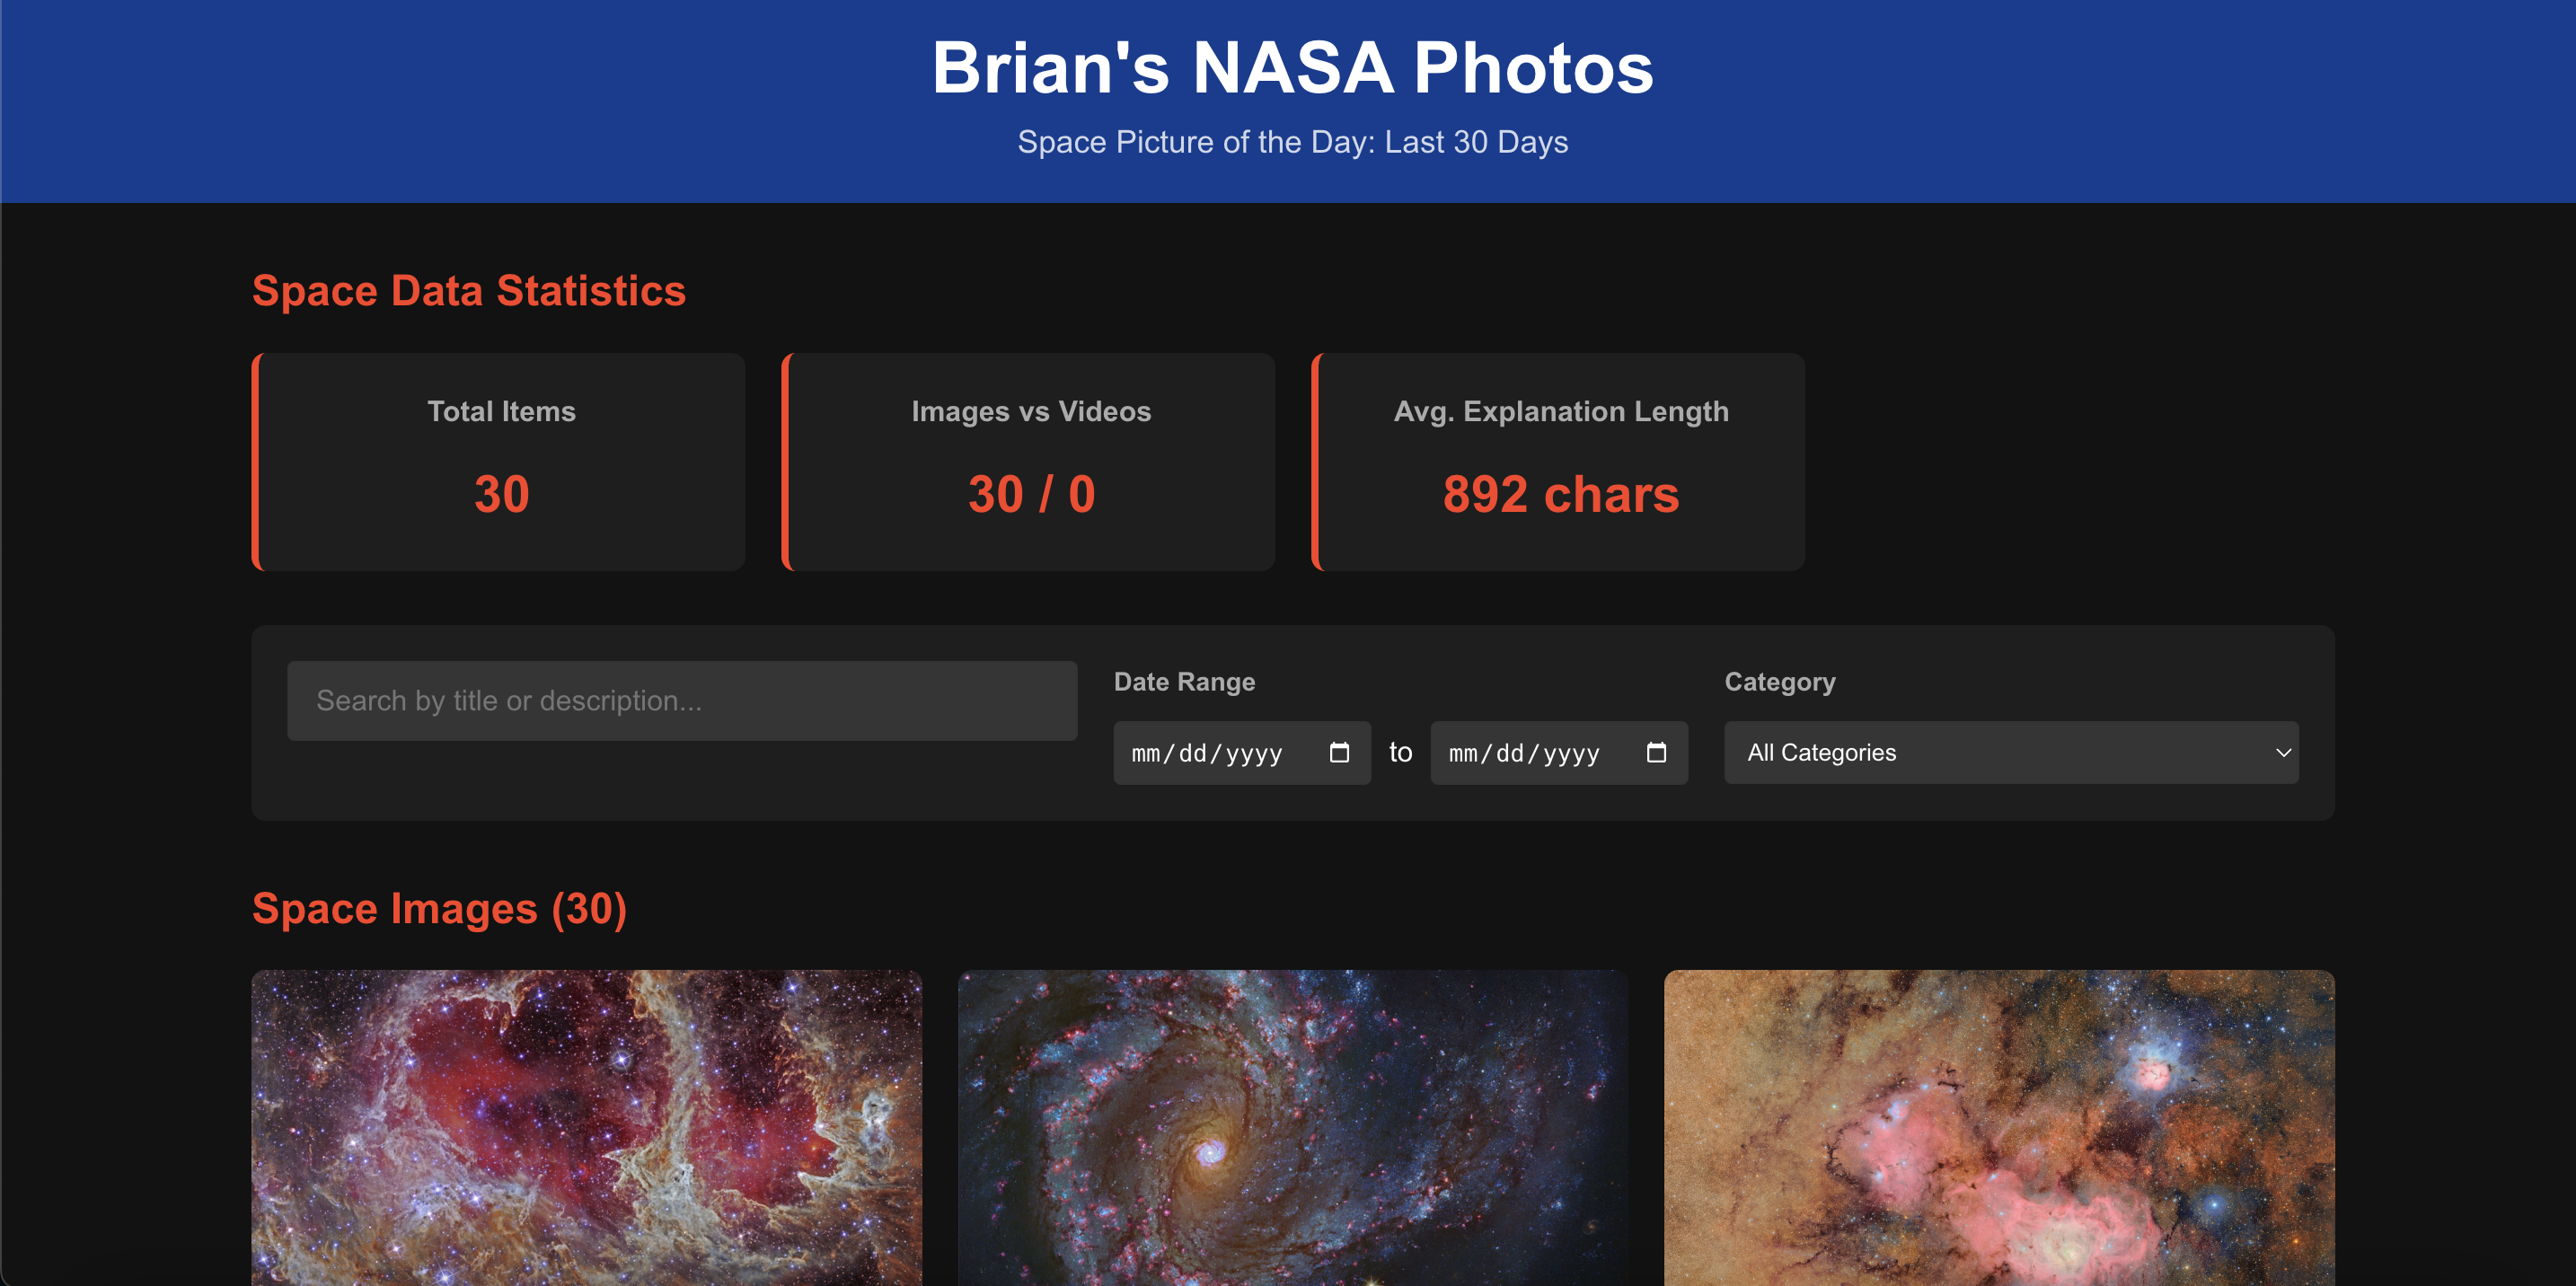 Brian's NASA Photos
Space Picture of the Day: Last 30 Days
Space Data Statistics
Total Items
30
Images vs Videos
30 / 0
Avg. Explanation Length
892 chars
Search by title or description...
Date Range
mm/dd/yyyy to mm/dd/yyyy
Category
All Categories
Space Images (30)